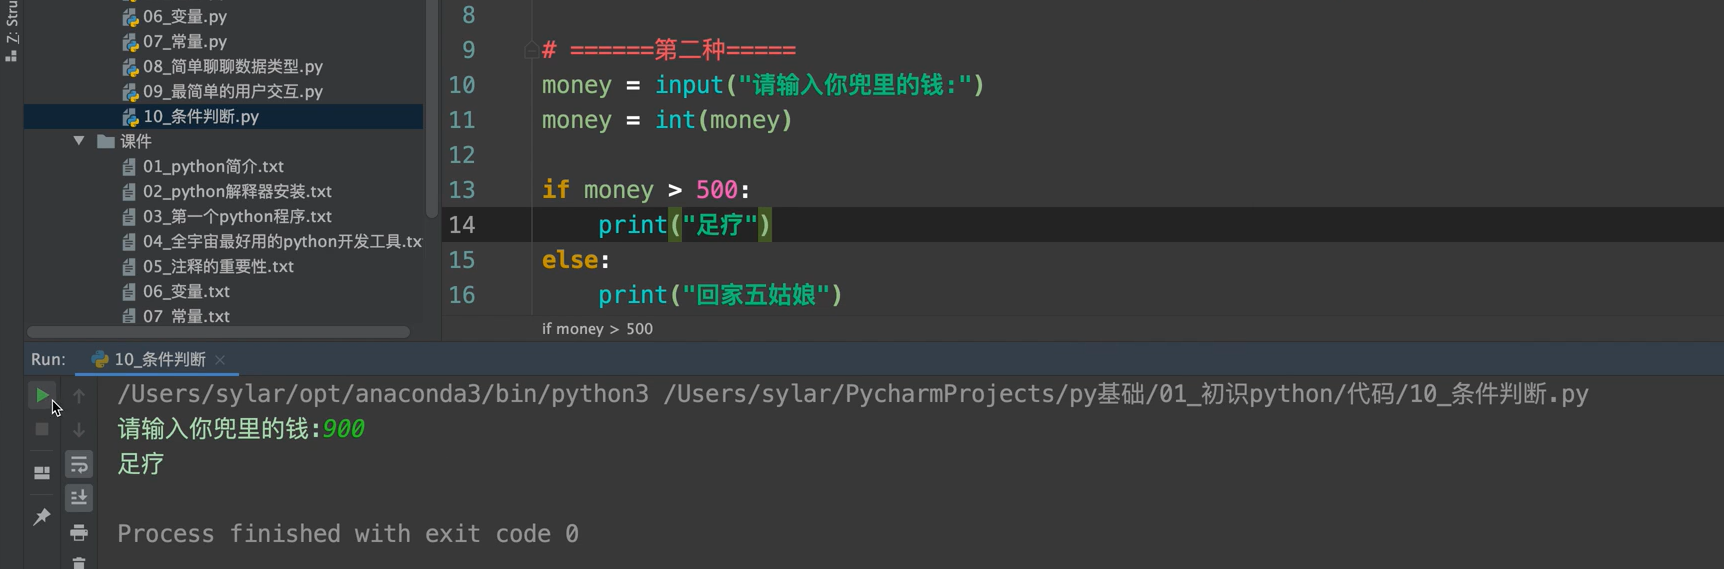 Z: Stru
06_变量.py
07_常量.py
08_简单聊聊数据类型.py
09_最简单的用户交互.py
10_条件判断.py
课件
01_python简介.txt
02_python解释器安装.txt
03_第一个python程序.txt
04_全宇宙最好用的python开发工具.tx
05_注释的重要性.txt
06_变量.txt
07_常量.txt
8
9 # ======第二种=====
10 money = input("请输入你兜里的钱:")
11 money = int(money)
12
13 if money > 500:
14 print("足疗")
15 else:
16 print("回家五姑娘")
if money > 500
Run: 10_条件判断 ×
/Users/sylar/opt/anaconda3/bin/python3 /Users/sylar/PycharmProjects/py基础/01_初识python/代码/10_条件判断.py
请输入你兜里的钱:900
足疗
Process finished with exit code 0